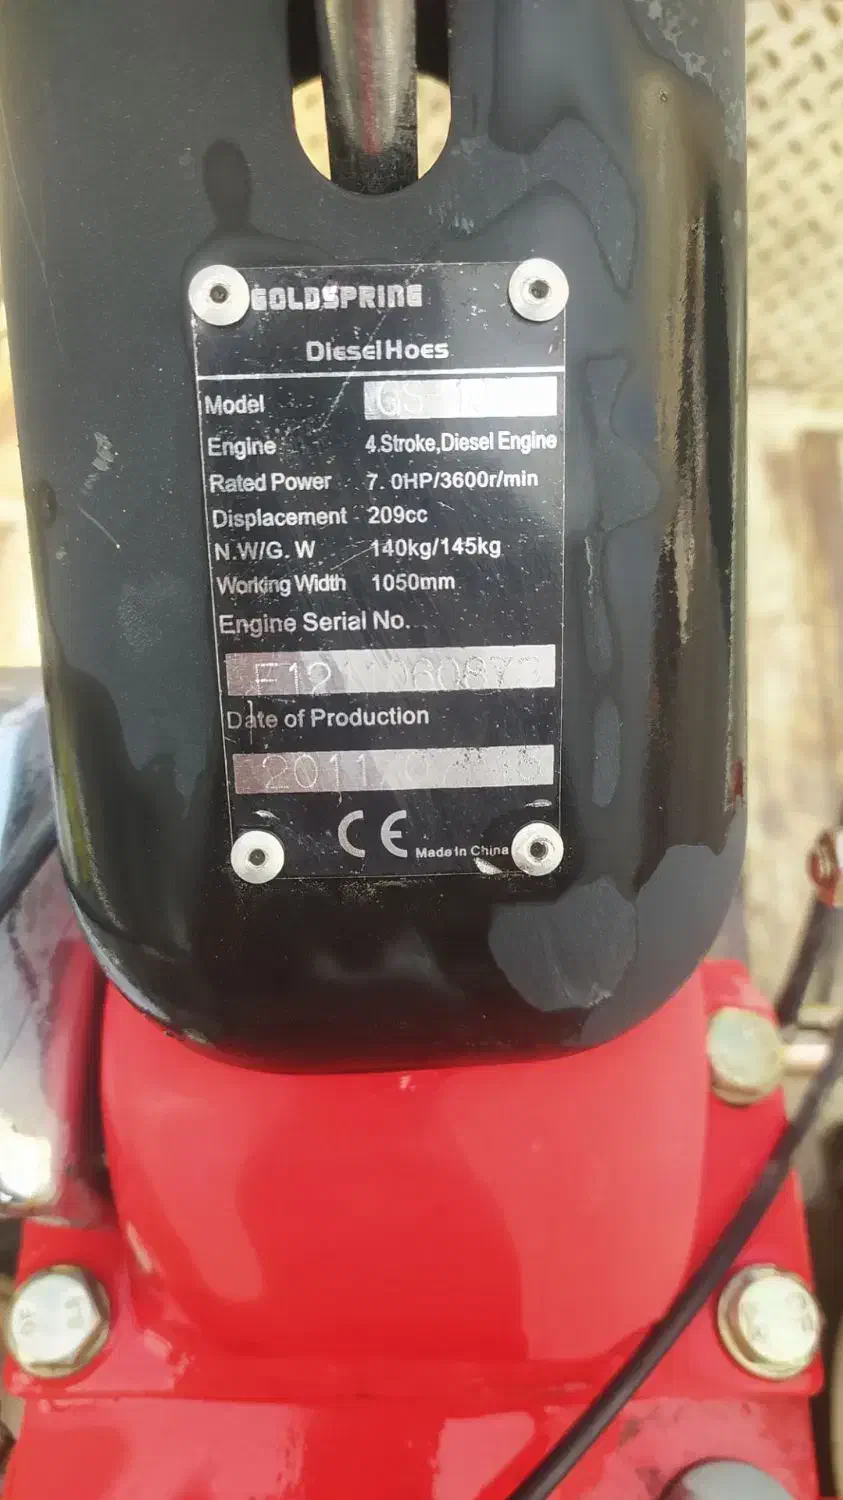 GOLDSPRING
Diesel Hoes
Model GS
Engine 4.Stroke,Diesel Engine
Rated Power 7.0HP/3600r/min
Displacement 209cc
N.W/G.W 140kg/145kg
Working Width 1050mm
Engine Serial No.
Date of Production
CE Made in China